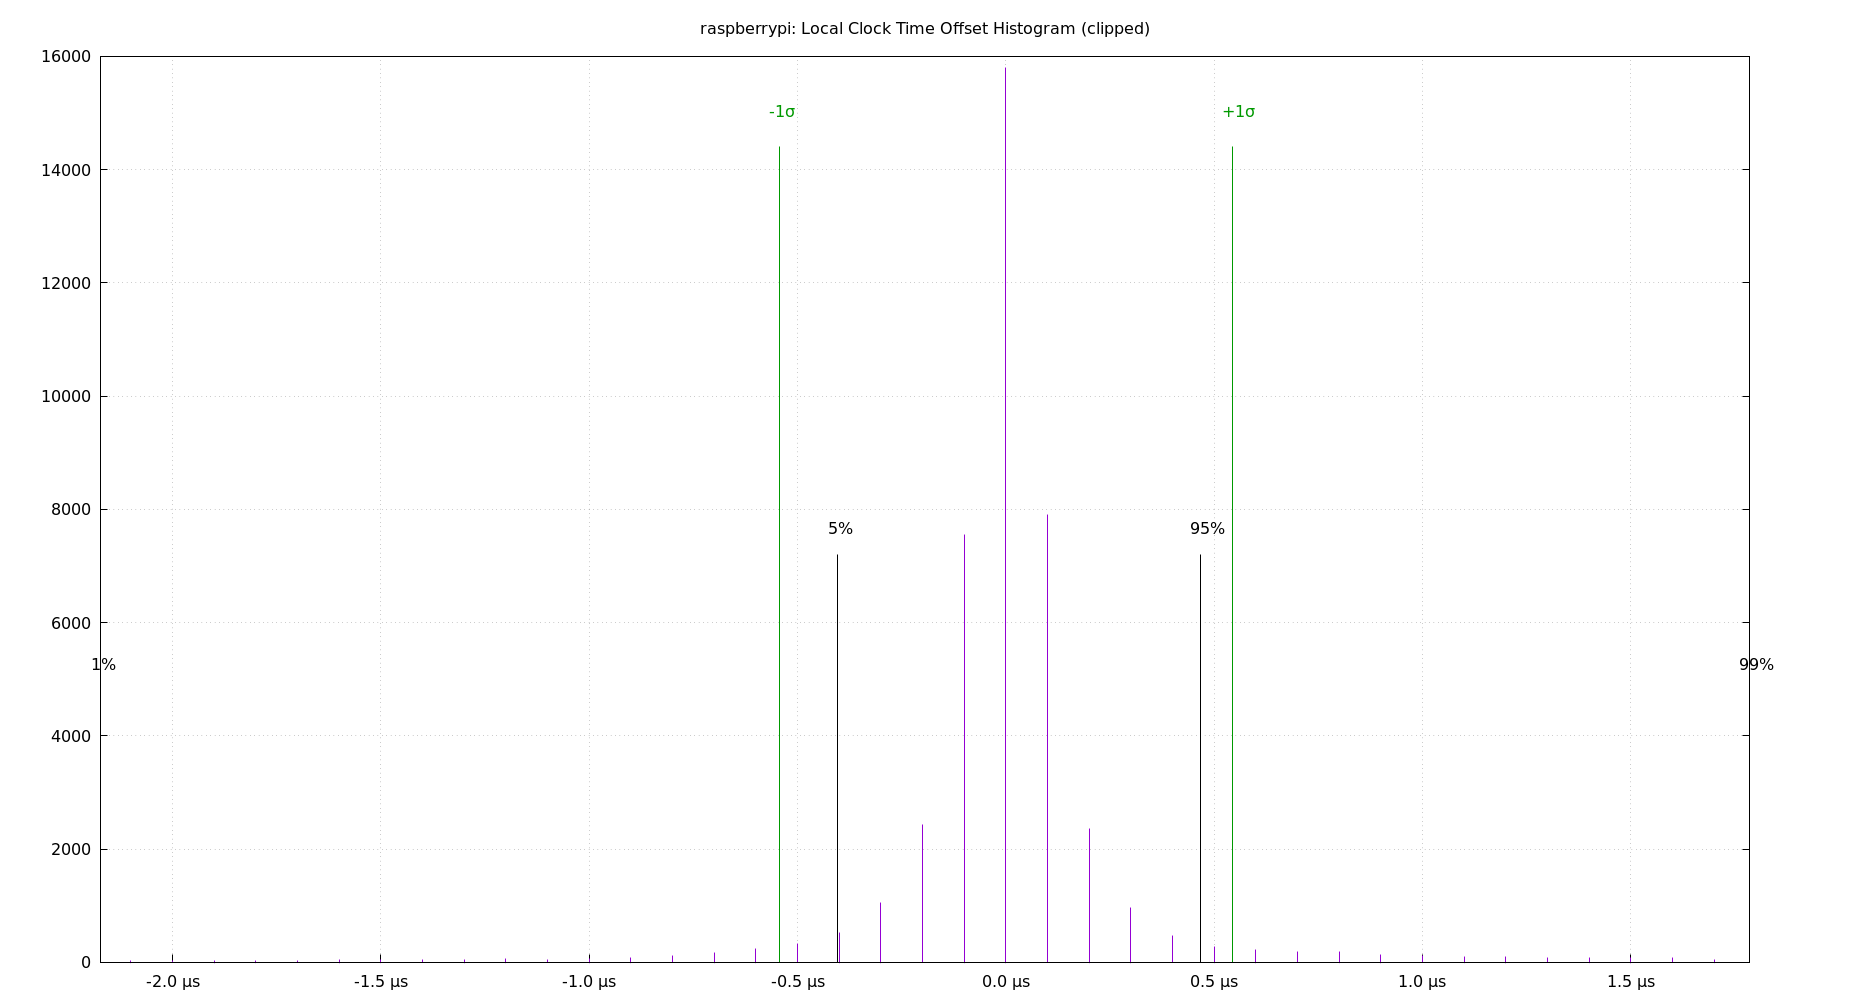 raspberrypi: Local Clock Time Offset Histogram (clipped)
16000
-1σ
+1σ
14000
12000
10000
8000
5%
95%
6000
1%
99%
4000
2000
0
-2.0 µs
-1.5 µs
-1.0 µs
-0.5 µs
0.0 µs
0.5 µs
1.0 µs
1.5 µs